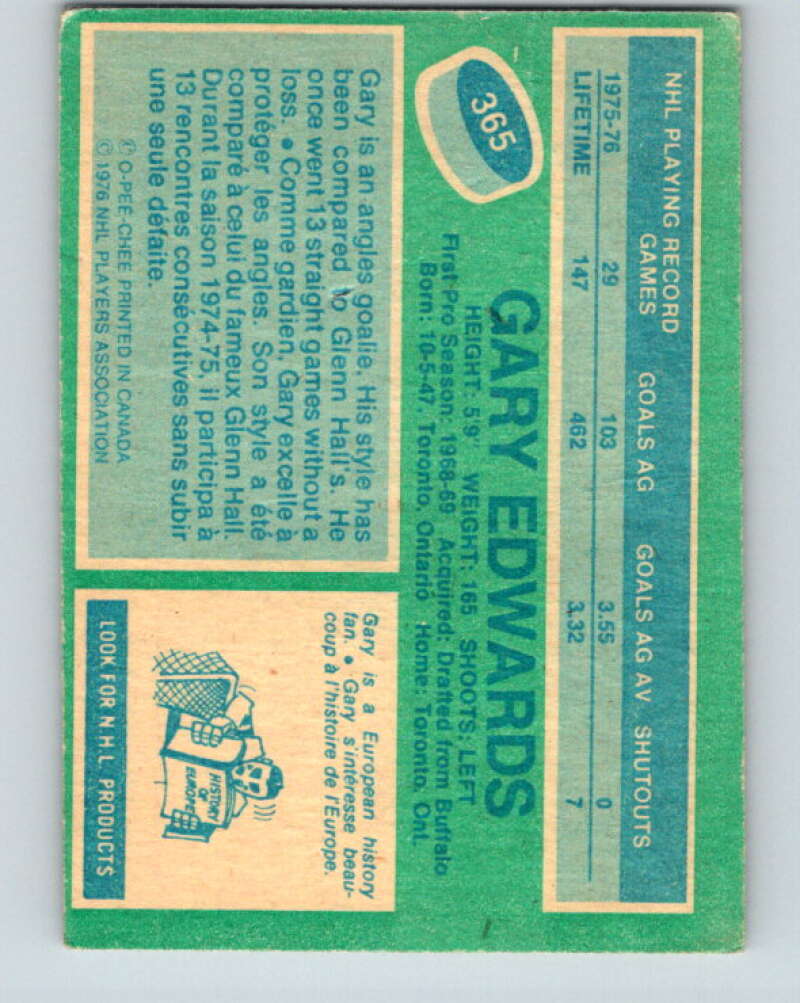 NHL PLAYING RECORD
GAMES GOALS AG GOALS AG AV SHUTOUTS
1975-76 29 103 3.55 0
LIFETIME 147 462 3.32 7
365
GARY EDWARDS
HEIGHT: 5'9" WEIGHT: 165 SHOOTS: LEFT
First Pro Season: 1968-69 Acquired: Drafted from Buffalo
Born: 10-5-47, Toronto, Ontario Home: Toronto, Ont.
Gary is an angles goalie. His style has
been compared to Glenn Hall's. He
once went 13 straight games without a
loss. • Comme gardien, Gary excelle à
protéger les angles. Son style a été
comparé à celui du fameux Glenn Hall.
Durant la saison 1974-75, il participa à
13 rencontres consécutives sans subir
une seule défaite.
© O-PEE-CHEE PRINTED IN CANADA
© 1976 NHL PLAYERS ASSOCIATION
Gary is a European history
fan. • Gary s'intéresse beau-
coup à l'histoire de l'Europe.
HISTORY
OF
EUROPE
LOOK FOR N.H.L PRODUCTS